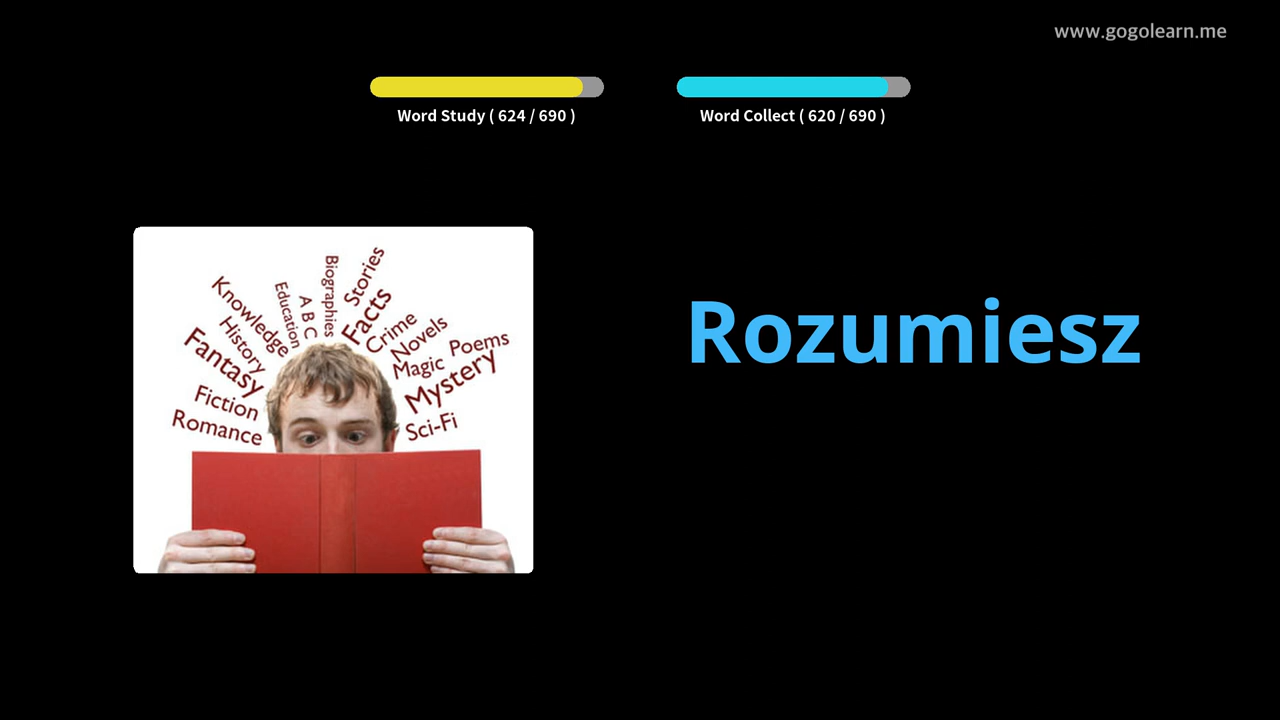 www.gogolearn.me
Word Study ( 624 / 690 )
Word Collect ( 620 / 690 )
Biographies
Stories
Education
A B C
Facts
Knowledge
History
Crime
Novels
Fantasy
Magic
Poems
Mystery
Fiction
Romance
Sci-Fi
Rozumiesz